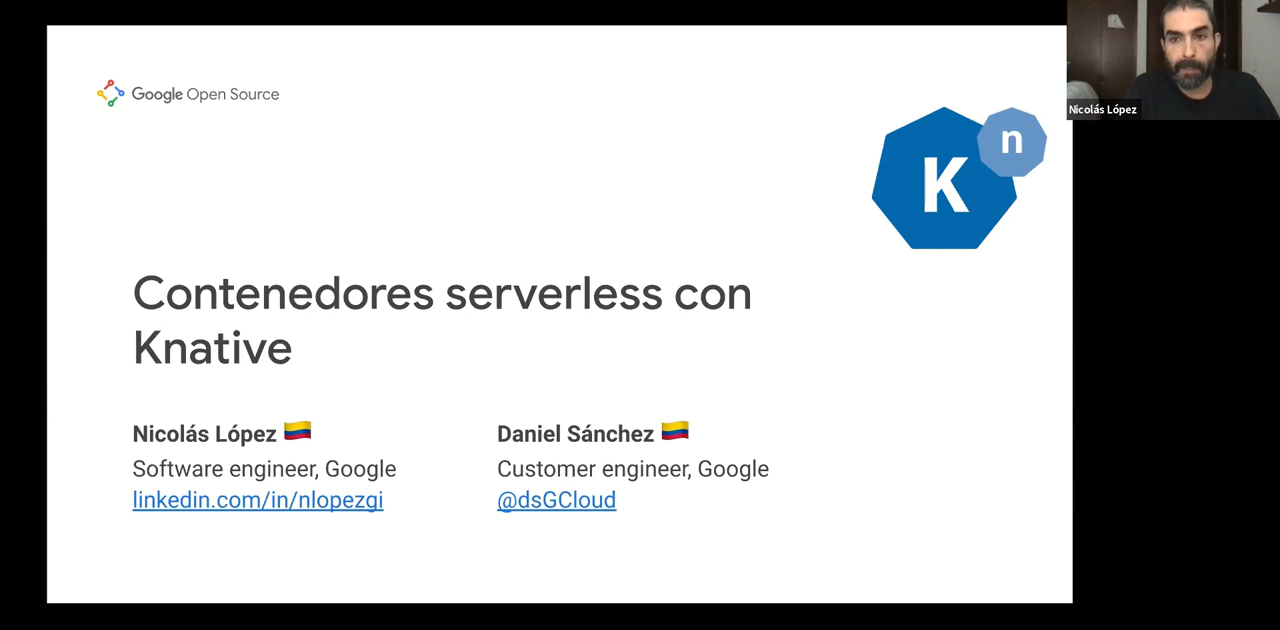 Google Open Source
K
n
Nicolás López
Contenedores serverless con
Knative
Nicolás López 🇨🇴
Software engineer, Google
linkedin.com/in/nlopezgi
Daniel Sánchez 🇨🇴
Customer engineer, Google
@dsGCloud